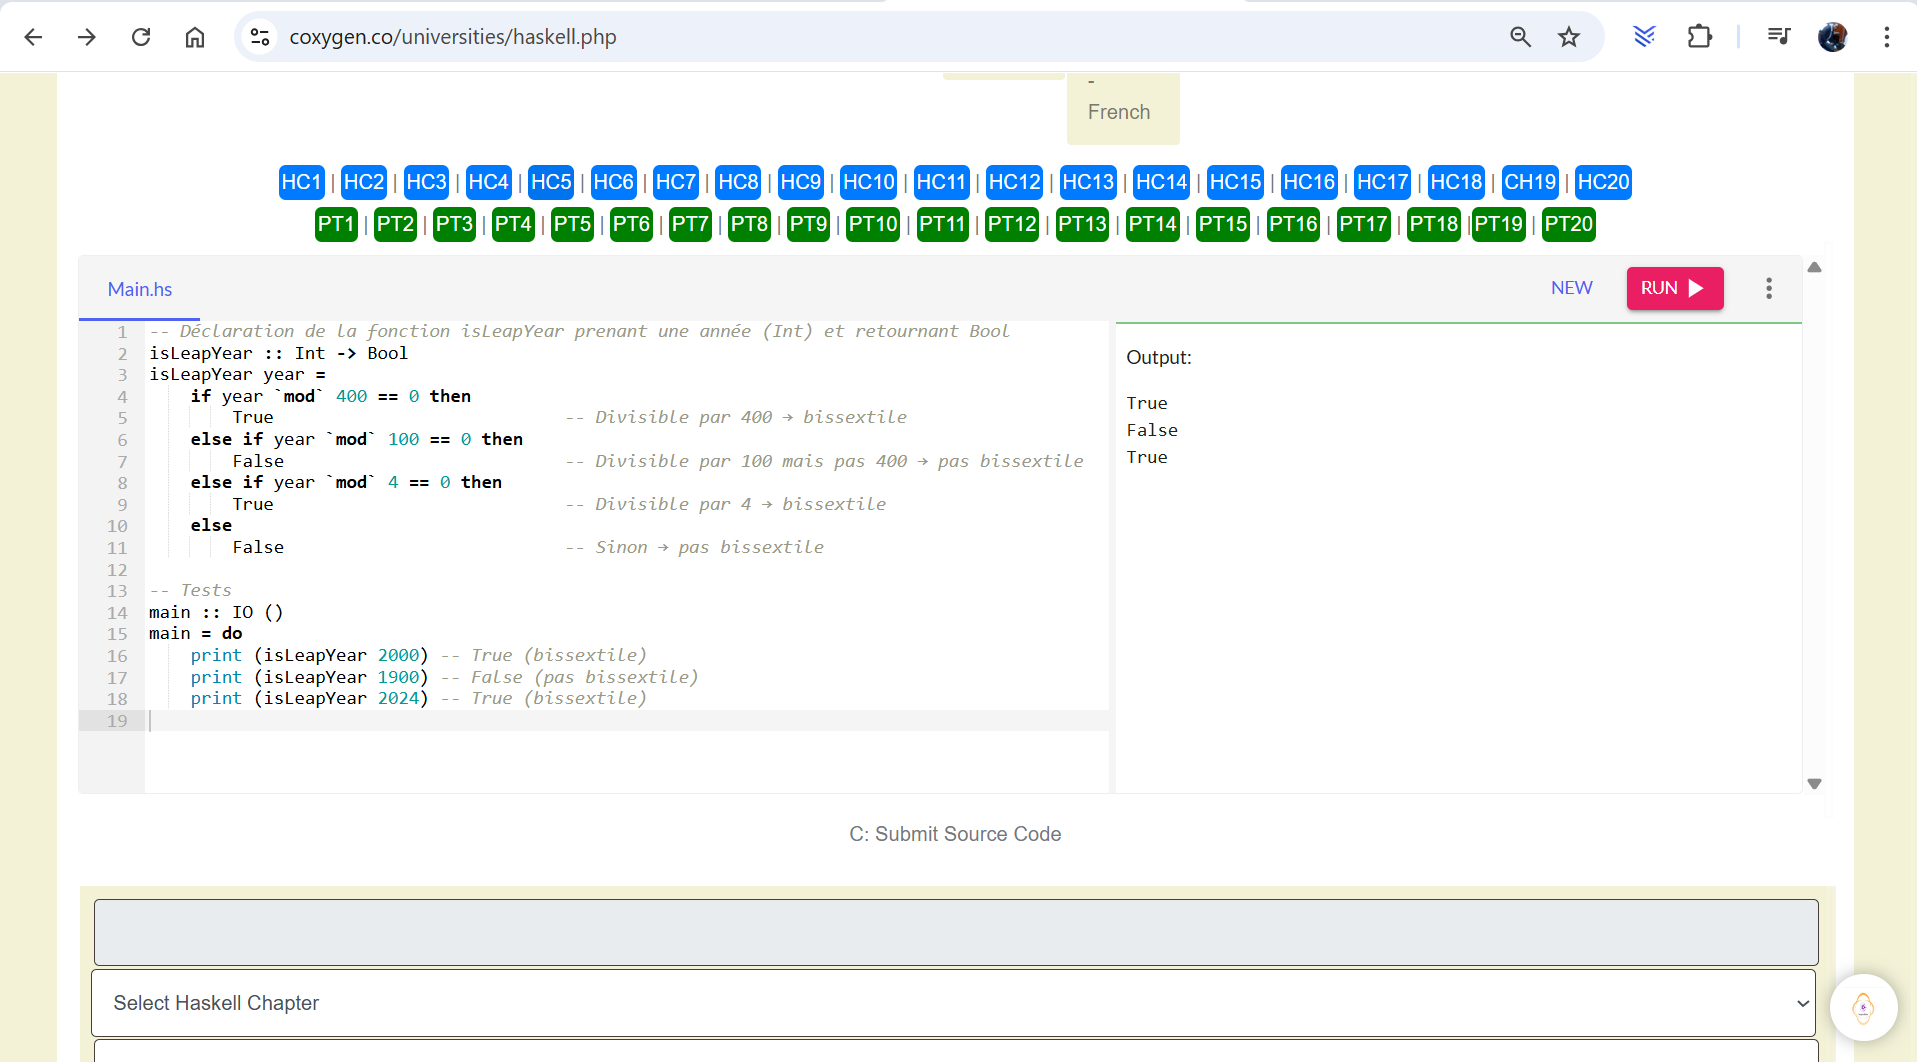 coxygen.co/universities/haskell.php
-
French
HC1 | HC2 | HC3 | HC4 | HC5 | HC6 | HC7 | HC8 | HC9 | HC10 | HC11 | HC12 | HC13 | HC14 | HC15 | HC16 | HC17 | HC18 | CH19 | HC20
PT1 | PT2 | PT3 | PT4 | PT5 | PT6 | PT7 | PT8 | PT9 | PT10 | PT11 | PT12 | PT13 | PT14 | PT15 | PT16 | PT17 | PT18 |PT19 | PT20
Main.hs
NEW
RUN
1 -- Déclaration de la fonction isLeapYear prenant une année (Int) et retournant Bool
2 isLeapYear :: Int -> Bool
3 isLeapYear year =
4     if year `mod` 400 == 0 then
5         True                            -- Divisible par 400 → bissextile
6     else if year `mod` 100 == 0 then
7         False                           -- Divisible par 100 mais pas 400 → pas bissextile
8     else if year `mod` 4 == 0 then
9         True                            -- Divisible par 4 → bissextile
10     else
11         False                           -- Sinon → pas bissextile
12
13 -- Tests
14 main :: IO ()
15 main = do
16     print (isLeapYear 2000) -- True (bissextile)
17     print (isLeapYear 1900) -- False (pas bissextile)
18     print (isLeapYear 2024) -- True (bissextile)
19
Output:
True
False
True
C: Submit Source Code
Select Haskell Chapter